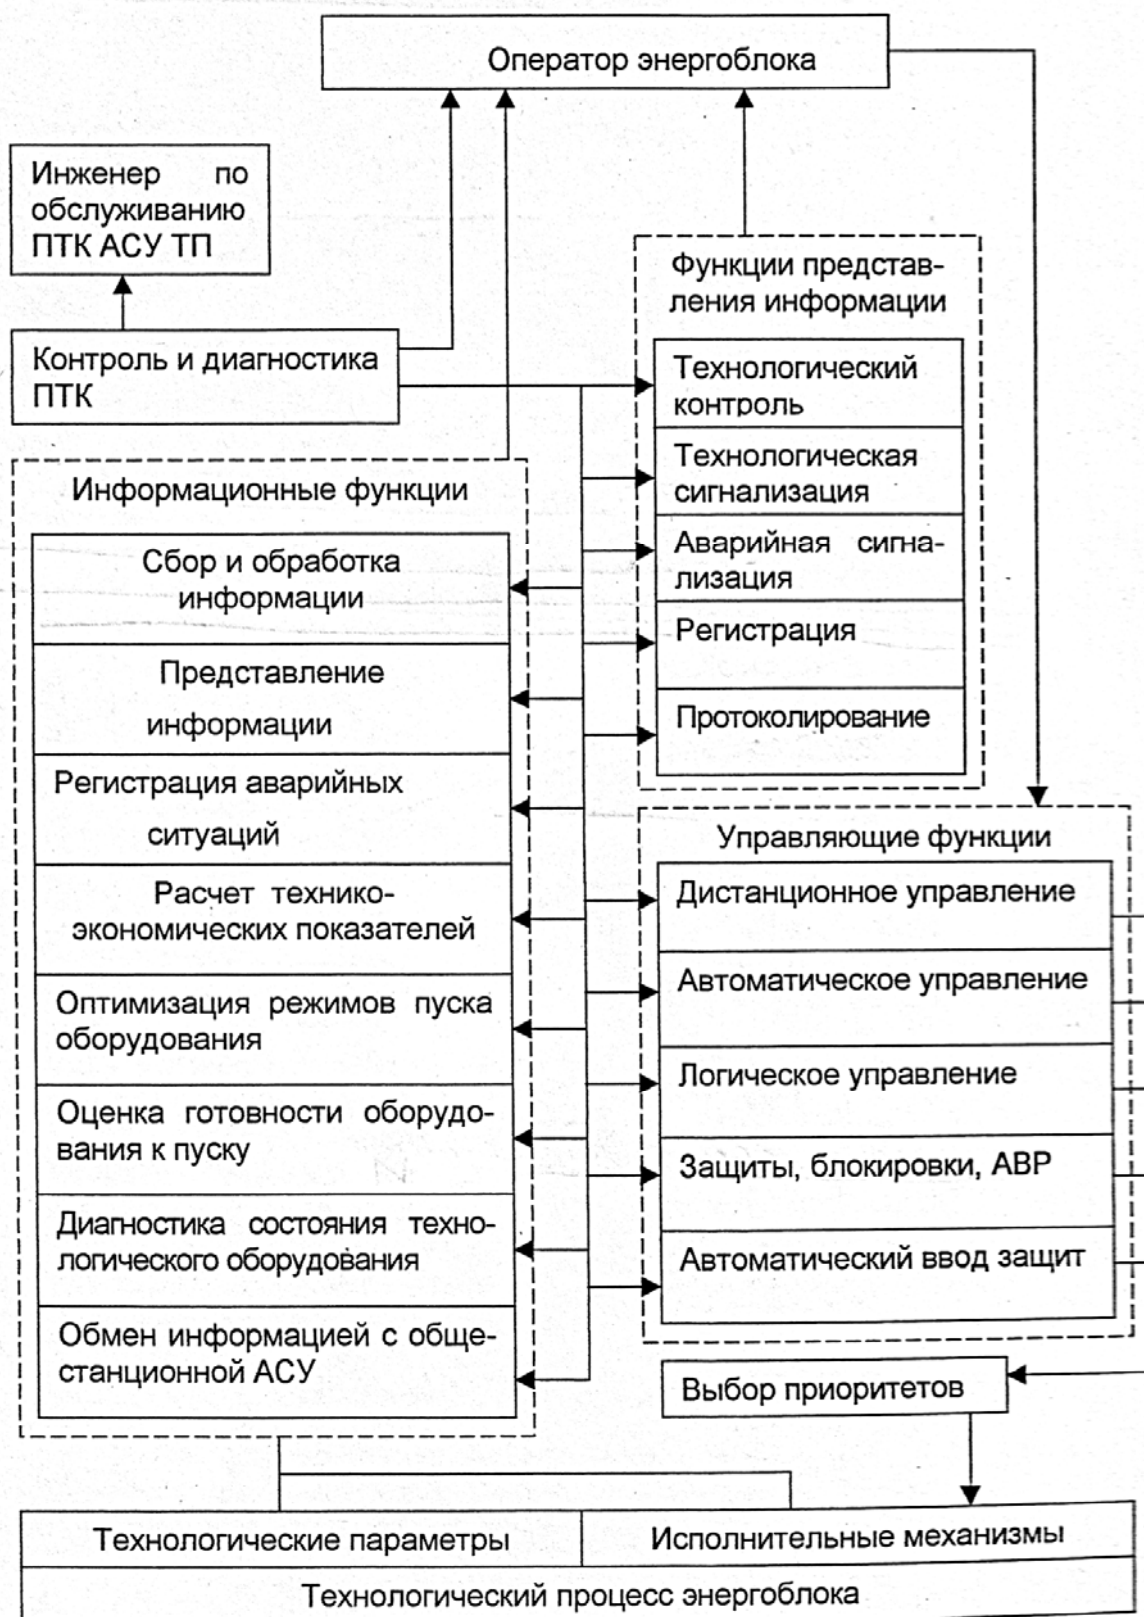 Оператор энергоблока
Инженер по
обслуживанию
ПТК АСУ ТП
Контроль и диагностика
ПТК
Функции представ-
ления информации
Технологический
контроль
Технологическая
сигнализация
Аварийная сигна-
лизация
Регистрация
Протоколирование
Информационные функции
Сбор и обработка
информации
Представление
информации
Регистрация аварийных
ситуаций
Расчет технико-
экономических показателей
Оптимизация режимов пуска
оборудования
Оценка готовности оборудо-
вания к пуску
Диагностика состояния техно-
логического оборудования
Обмен информацией с обще-
станционной АСУ
Управляющие функции
Дистанционное управление
Автоматическое управление
Логическое управление
Защиты, блокировки, АВР
Автоматический ввод защит
Выбор приоритетов
Технологические параметры
Исполнительные механизмы
Технологический процесс энергоблока